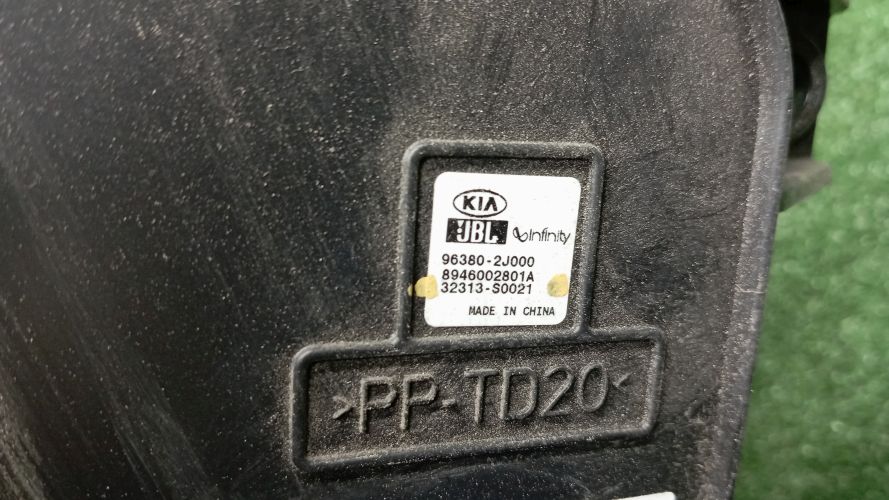 KIA
JBL Infinity
96380-2J000
8946002801A
32313-S0021
MADE IN CHINA
>PP-TD20<